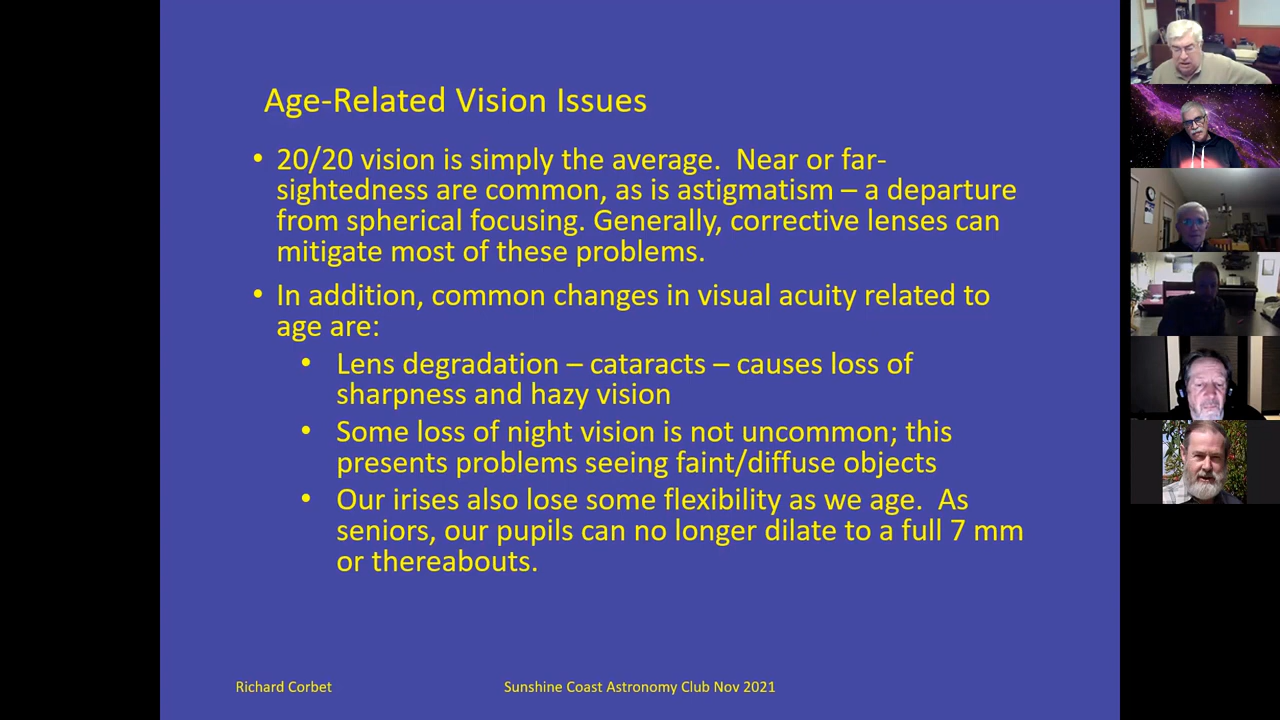 Age-Related Vision Issues
• 20/20 vision is simply the average.  Near or far-
sightedness are common, as is astigmatism – a departure
from spherical focusing. Generally, corrective lenses can
mitigate most of these problems.
• In addition, common changes in visual acuity related to
age are:
• Lens degradation – cataracts – causes loss of
sharpness and hazy vision
• Some loss of night vision is not uncommon; this
presents problems seeing faint/diffuse objects
• Our irises also lose some flexibility as we age.  As
seniors, our pupils can no longer dilate to a full 7 mm
or thereabouts.
Richard Corbet
Sunshine Coast Astronomy Club Nov 2021